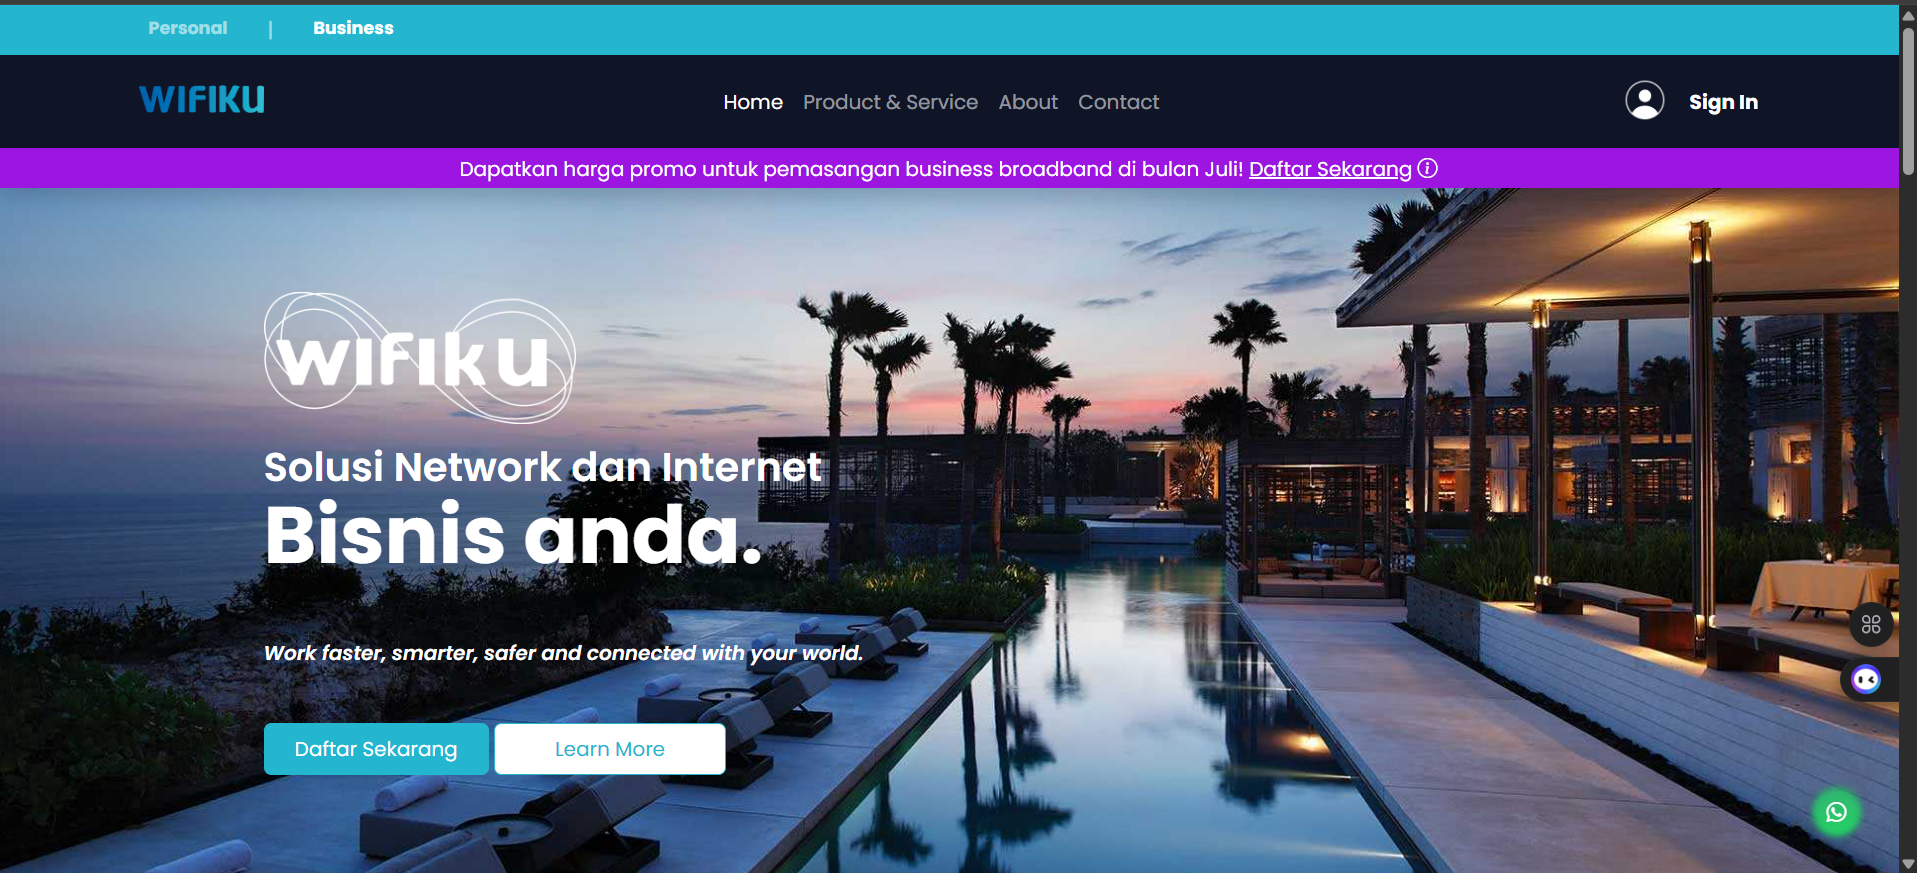 Personal | Business
WIFIKU
Home Product & Service About Contact
Sign In
Dapatkan harga promo untuk pemasangan business broadband di bulan Juli! Daftar Sekarang
wifiku
Solusi Network dan Internet
Bisnis anda.
Work faster, smarter, safer and connected with your world.
Daftar Sekarang
Learn More